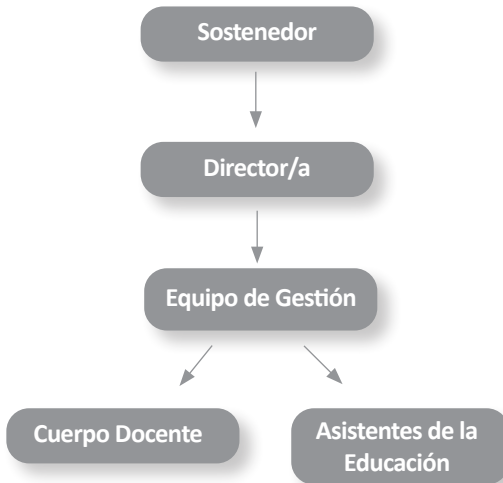 Sostenedor
Director/a
Equipo de Gestión
Cuerpo Docente
Asistentes de la
Educación